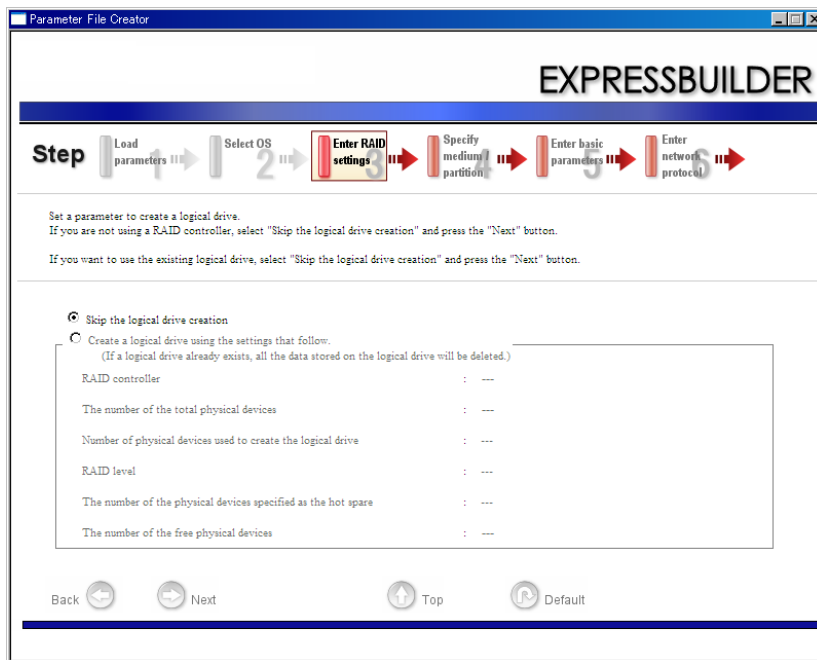 Parameter File Creator
EXPRESSBUILDER
Step
Load
parameters
1
Select OS
2
Enter RAID
settings
3
Specify
medium /
partition
4
Enter basic
parameters
5
Enter
network
protocol
6
Set a parameter to create a logical drive.
If you are not using a RAID controller, select "Skip the logical drive creation" and press the "Next" button.
If you want to use the existing logical drive, select "Skip the logical drive creation" and press the "Next" button.
Skip the logical drive creation
Create a logical drive using the settings that follow.
(If a logical drive already exists, all the data stored on the logical drive will be deleted.)
RAID controller : ---
The number of the total physical devices : ---
Number of physical devices used to create the logical drive : ---
RAID level : ---
The number of the physical devices specified as the hot spare : ---
The number of the free physical devices : ---
Back Next Top Default